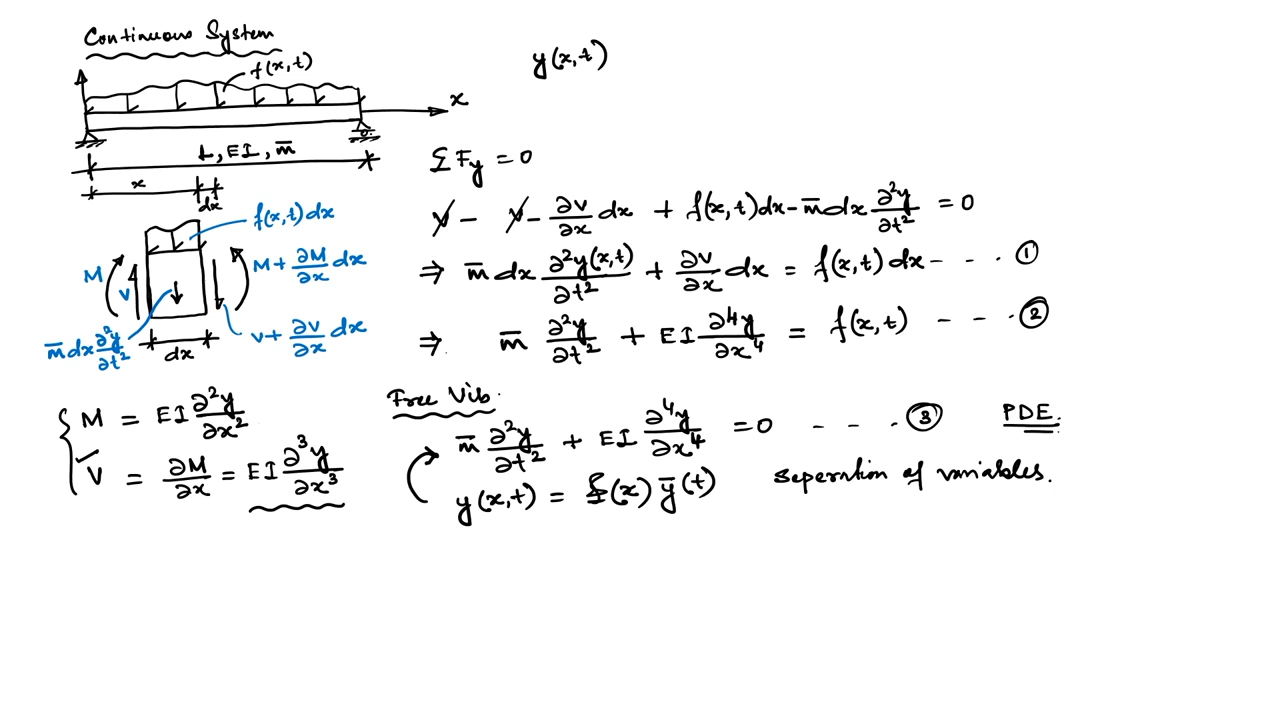 Continuous System
f(x,t)
y(x,t)
x
L, EI, m̅
x
dx
f(x,t)dx
M
V
M + ∂M/∂x dx
V + ∂V/∂x dx
m̅dx ∂²y/∂t²
dx
ΣFy = 0
V - V - ∂V/∂x dx + f(x,t)dx - m̅dx ∂²y/∂t² = 0
⇒ m̅ dx ∂²y(x,t)/∂t² + ∂V/∂x dx = f(x,t) dx - - . . ①
⇒ m̅ ∂²y/∂t² + EI ∂⁴y/∂x⁴ = f(x,t) - - - . ②
M = EI ∂²y/∂x²
✓V = ∂M/∂x = EI ∂³y/∂x³
Free Vib.
m̅ ∂²y/∂t² + EI ∂⁴y/∂x⁴ = 0 - - - . ③ PDE.
y(x,t) = (x) y̅(t) seperation of variables.